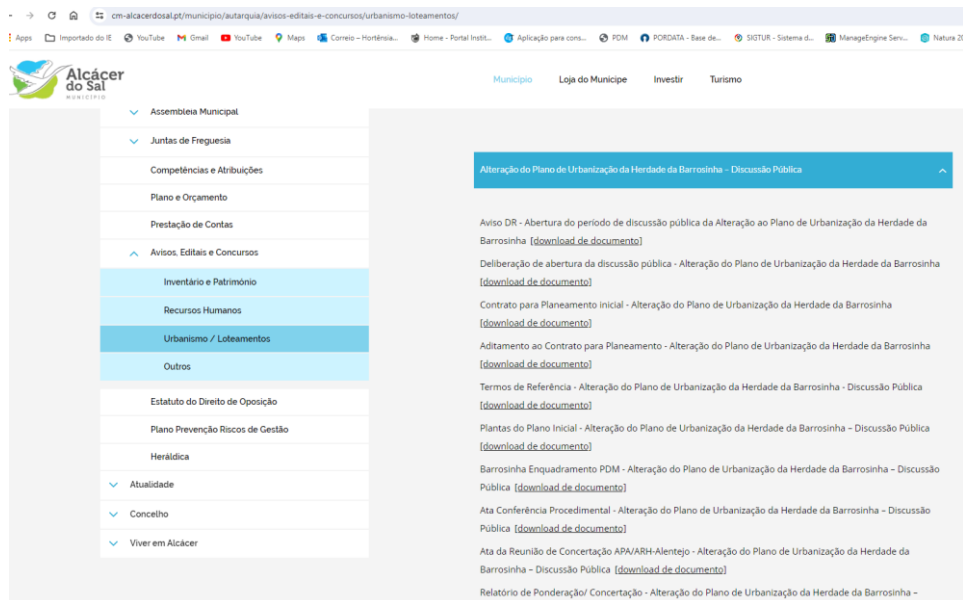 cm-alcacerdosal.pt/municipio/autarquia/avisos-editais-e-concursos/urbanismo-loteamentos/
Apps Importado do IE YouTube Gmail YouTube Maps Correio – Hortênsia... Home - Portal Instit... Aplicação para cons... PDM PORDATA - Base de... SIGTUR - Sistema d... ManageEngine Serv... Natura 20
Alcácer
do Sal
MUNICÍPIO
Município Loja do Munícipe Investir Turismo
Assembleia Municipal
Juntas de Freguesia
Competências e Atribuições
Plano e Orçamento
Prestação de Contas
Avisos, Editais e Concursos
Inventário e Património
Recursos Humanos
Urbanismo / Loteamentos
Outros
Estatuto do Direito de Oposição
Plano Prevenção Riscos de Gestão
Heráldica
Atualidade
Concelho
Viver em Alcácer
Alteração do Plano de Urbanização da Herdade da Barrosinha – Discussão Pública
Aviso DR - Abertura do período de discussão pública da Alteração ao Plano de Urbanização da Herdade da
Barrosinha [download de documento]
Deliberação de abertura da discussão pública - Alteração do Plano de Urbanização da Herdade da Barrosinha
[download de documento]
Contrato para Planeamento inicial - Alteração do Plano de Urbanização da Herdade da Barrosinha
[download de documento]
Aditamento ao Contrato para Planeamento - Alteração do Plano de Urbanização da Herdade da Barrosinha
[download de documento]
Termos de Referência - Alteração do Plano de Urbanização da Herdade da Barrosinha - Discussão Pública
[download de documento]
Plantas do Plano Inicial - Alteração do Plano de Urbanização da Herdade da Barrosinha – Discussão Pública
[download de documento]
Barrosinha Enquadramento PDM - Alteração do Plano de Urbanização da Herdade da Barrosinha – Discussão
Pública [download de documento]
Ata Conferência Procedimental - Alteração do Plano de Urbanização da Herdade da Barrosinha – Discussão
Pública [download de documento]
Ata da Reunião de Concertação APA/ARH-Alentejo - Alteração do Plano de Urbanização da Herdade da
Barrosinha – Discussão Pública [download de documento]
Relatório de Ponderação/ Concertação - Alteração do Plano de Urbanização da Herdade da Barrosinha –